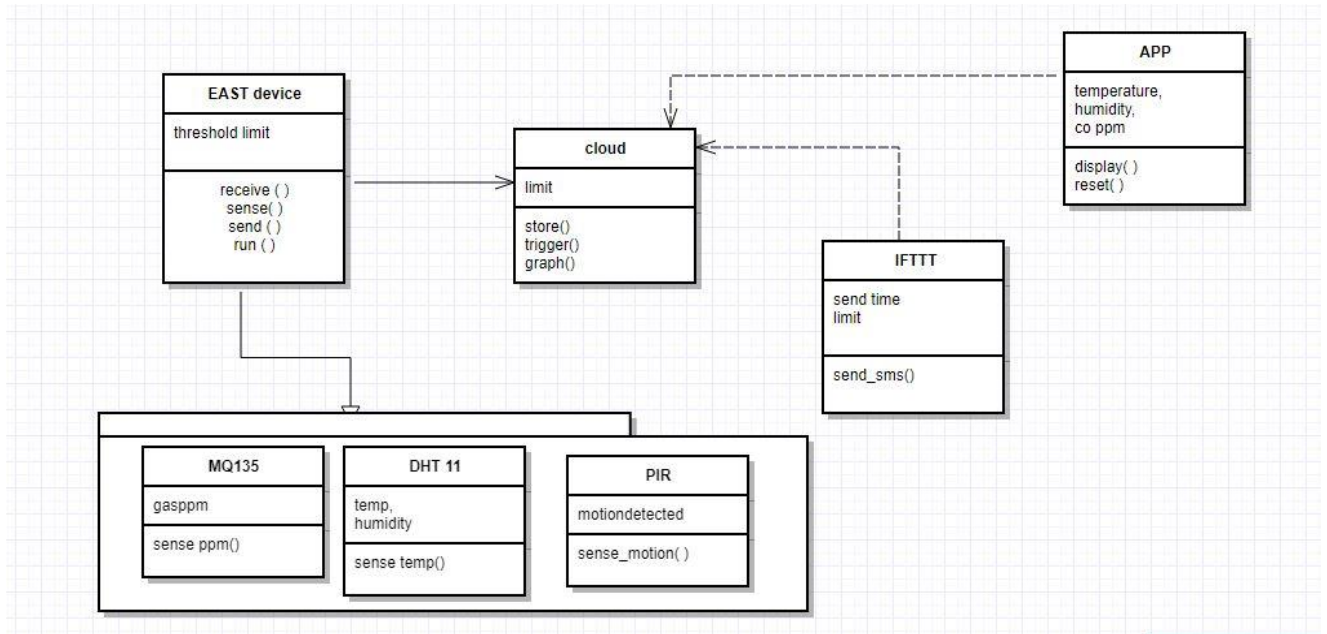 EAST device
threshold limit
receive ( )
sense( )
send ( )
run ( )
cloud
limit
store()
trigger()
graph()
APP
temperature,
humidity,
co ppm
display( )
reset( )
IFTTT
send time
limit
send_sms()
MQ135
gasppm
sense ppm()
DHT 11
temp,
humidity
sense temp()
PIR
motiondetected
sense_motion( )